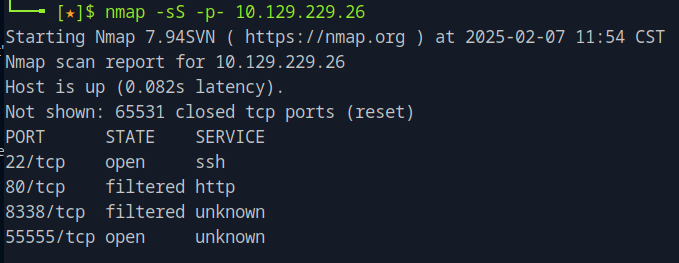 [★]$ nmap -sS -p- 10.129.229.26
Starting Nmap 7.94SVN ( https://nmap.org ) at 2025-02-07 11:54 CST
Nmap scan report for 10.129.229.26
Host is up (0.082s latency).
Not shown: 65531 closed tcp ports (reset)
PORT      STATE    SERVICE
22/tcp    open     ssh
80/tcp    filtered http
8338/tcp  filtered unknown
55555/tcp open     unknown